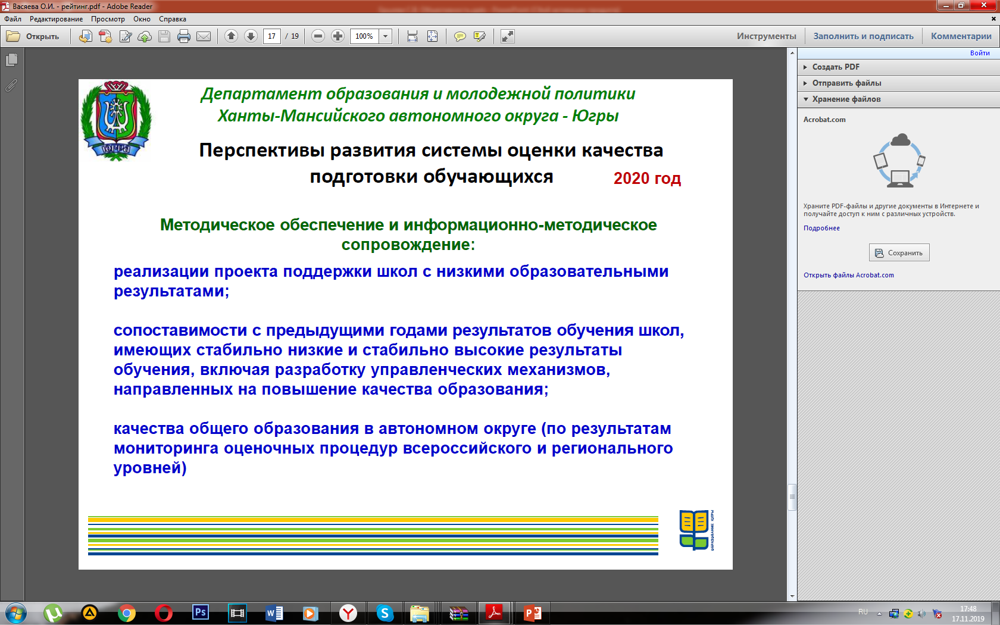 Васяева О.И. - рейтинг.pdf - Adobe Reader
Файл Редактирование Просмотр Окно Справка
Открыть 17 / 19 100% Инструменты Заполнить и подписать Комментарии
Войти
Создать PDF
Отправить файлы
Хранение файлов
Acrobat.com
Храните PDF-файлы и другие документы в Интернете и
получайте доступ к ним с различных устройств.
Подробнее
Сохранить
Открыть файлы Acrobat.com
Департамент образования и молодежной политики
Ханты-Мансийского автономного округа - Югры
ЮГРА
Перспективы развития системы оценки качества
подготовки обучающихся 2020 год
Методическое обеспечение и информационно-методическое
сопровождение:
реализации проекта поддержки школ с низкими образовательными
результатами;
сопоставимости с предыдущими годами результатов обучения школ,
имеющих стабильно низкие и стабильно высокие результаты
обучения, включая разработку управленческих механизмов,
направленных на повышение качества образования;
качества общего образования в автономном округе (по результатам
мониторинга оценочных процедур всероссийского и регионального
уровней)
ОБРАЗОВАНИЕ ЮГРЫ
RU
17:48
17.11.2019